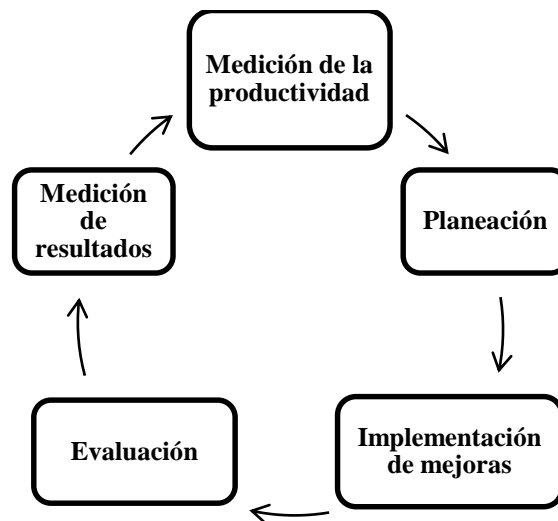 Medición de la
productividad
Planeación
Implementación
de mejoras
Evaluación
Medición
de
resultados